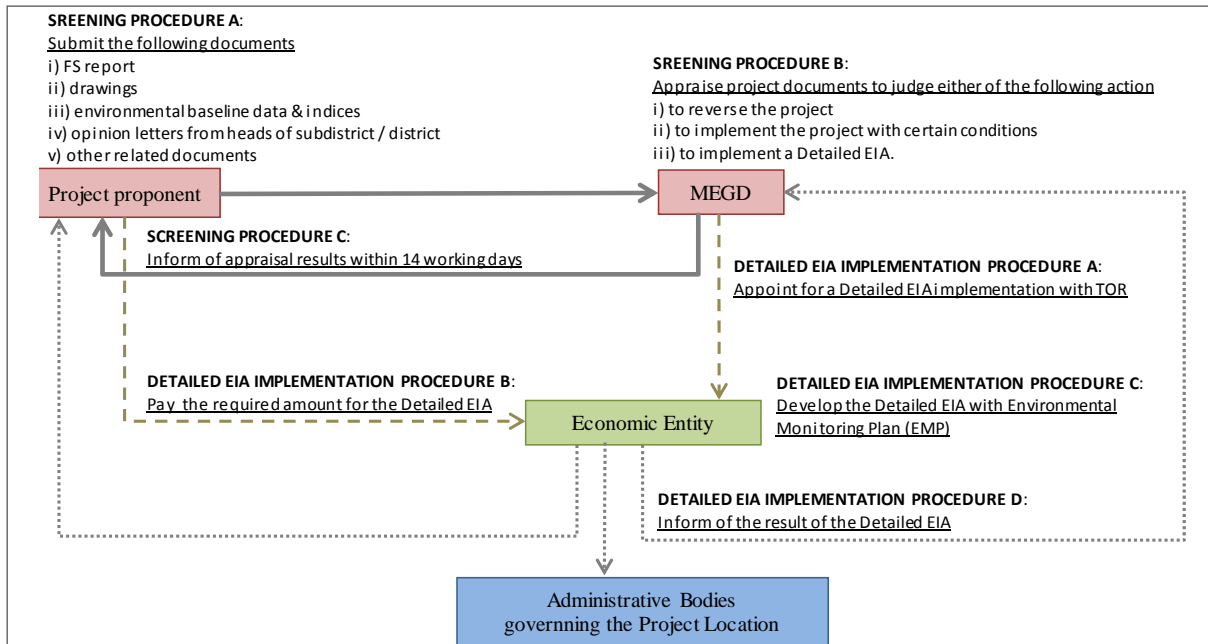 SREENING PROCEDURE A:
Submit the following documents
i) FS report
ii) drawings
iii) environmental baseline data & indices
iv) opinion letters from heads of subdistrict / district
v) other related documents
SREENING PROCEDURE B:
Appraise project documents to judge either of the following action
i) to reverse the project
ii) to implement the project with certain conditions
iii) to implement a Detailed EIA.
Project proponent
MEGD
SCREENING PROCEDURE C:
Inform of appraisal results within 14 working days
DETAILED EIA IMPLEMENTATION PROCEDURE A:
Appoint for a Detailed EIA implementation with TOR
DETAILED EIA IMPLEMENTATION PROCEDURE B:
Pay the required amount for the Detailed EIA
Economic Entity
DETAILED EIA IMPLEMENTATION PROCEDURE C:
Develop the Detailed EIA with Environmental
Monitoring Plan (EMP)
DETAILED EIA IMPLEMENTATION PROCEDURE D:
Inform of the result of the Detailed EIA
Administrative Bodies
governning the Project Location